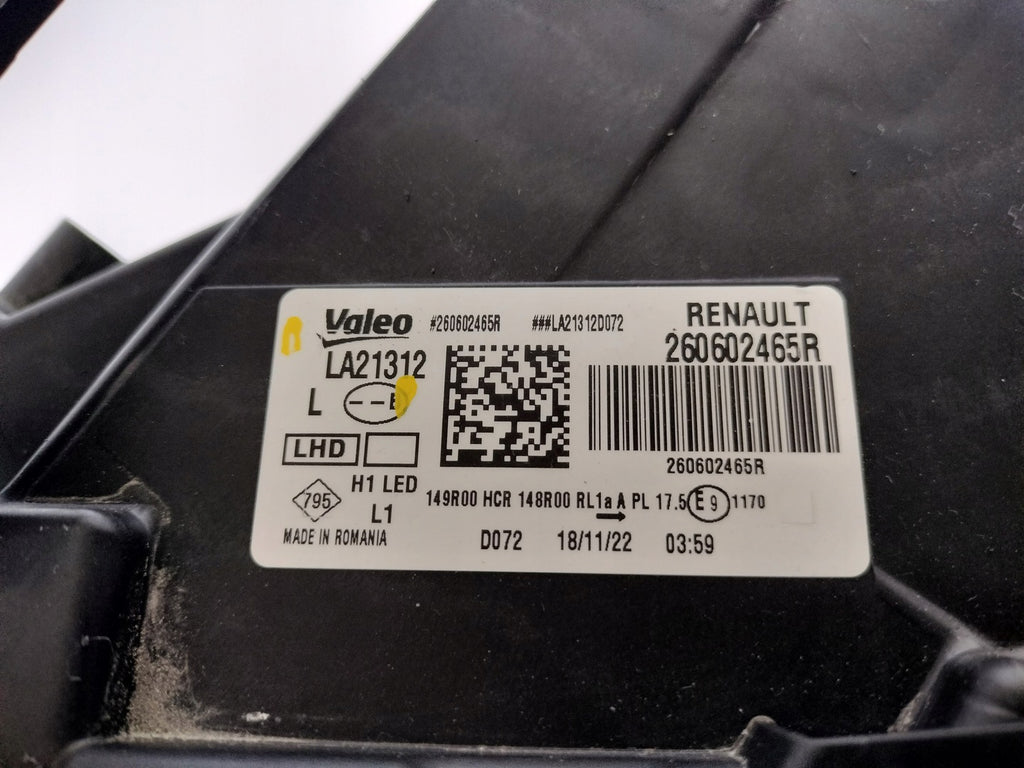 Valeo #260602465R ###LA21312D072 RENAULT
LA21312 260602465R
L --E
LHD
260602465R
795 H1 LED
L1
149R00 HCR 148R00 RL1a A PL 17.5 E9 1170
MADE IN ROMANIA D072 18/11/22 03:59